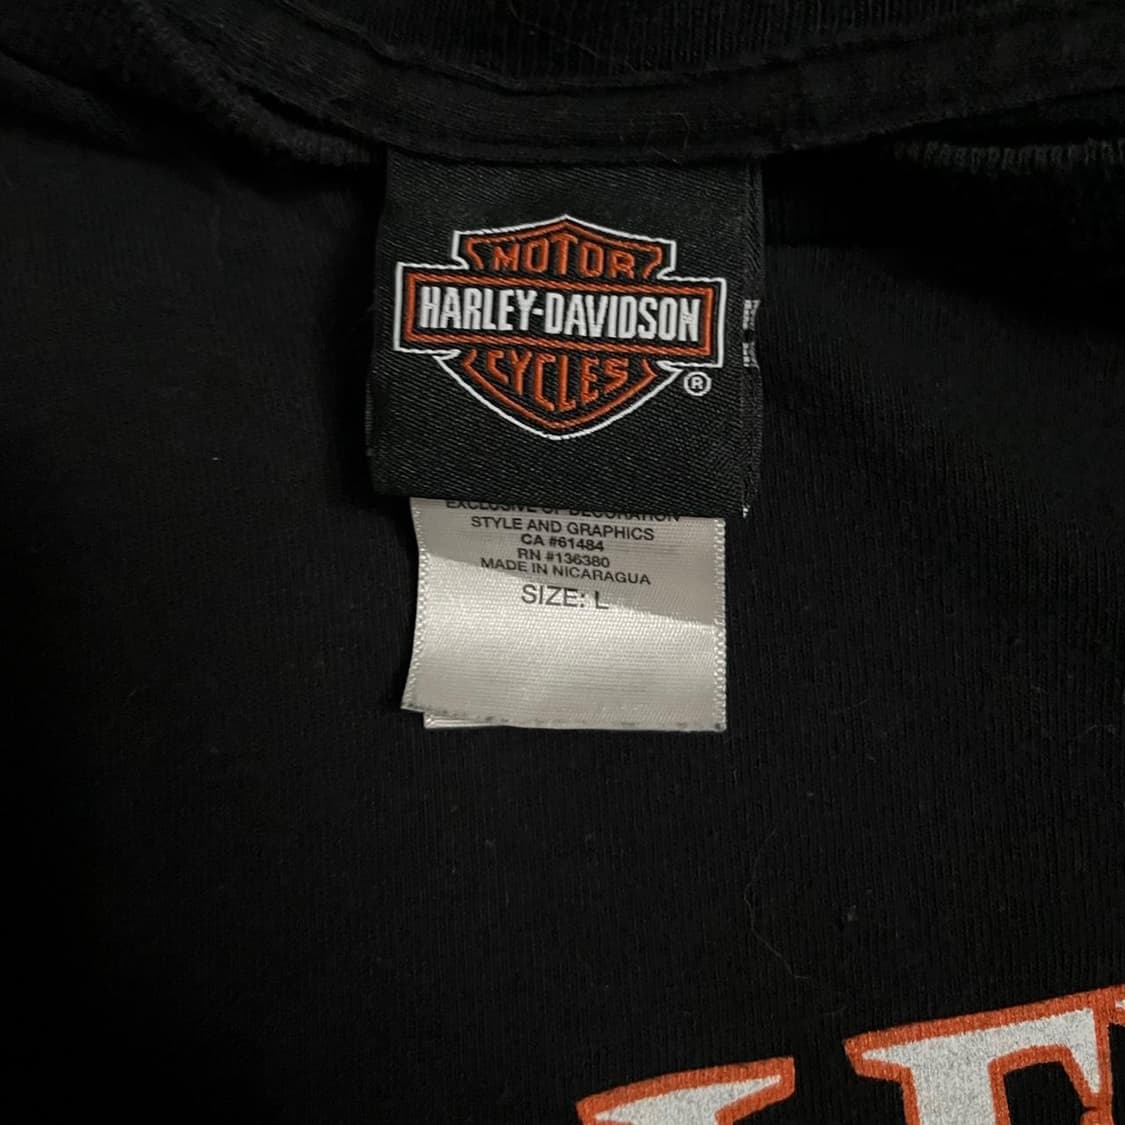 MOTOR
HARLEY-DAVIDSON
CYCLES
®
EXCLUSIVE OF DECORATION
STYLE AND GRAPHICS
CA #61484
RN #136380
MADE IN NICARAGUA
SIZE: L